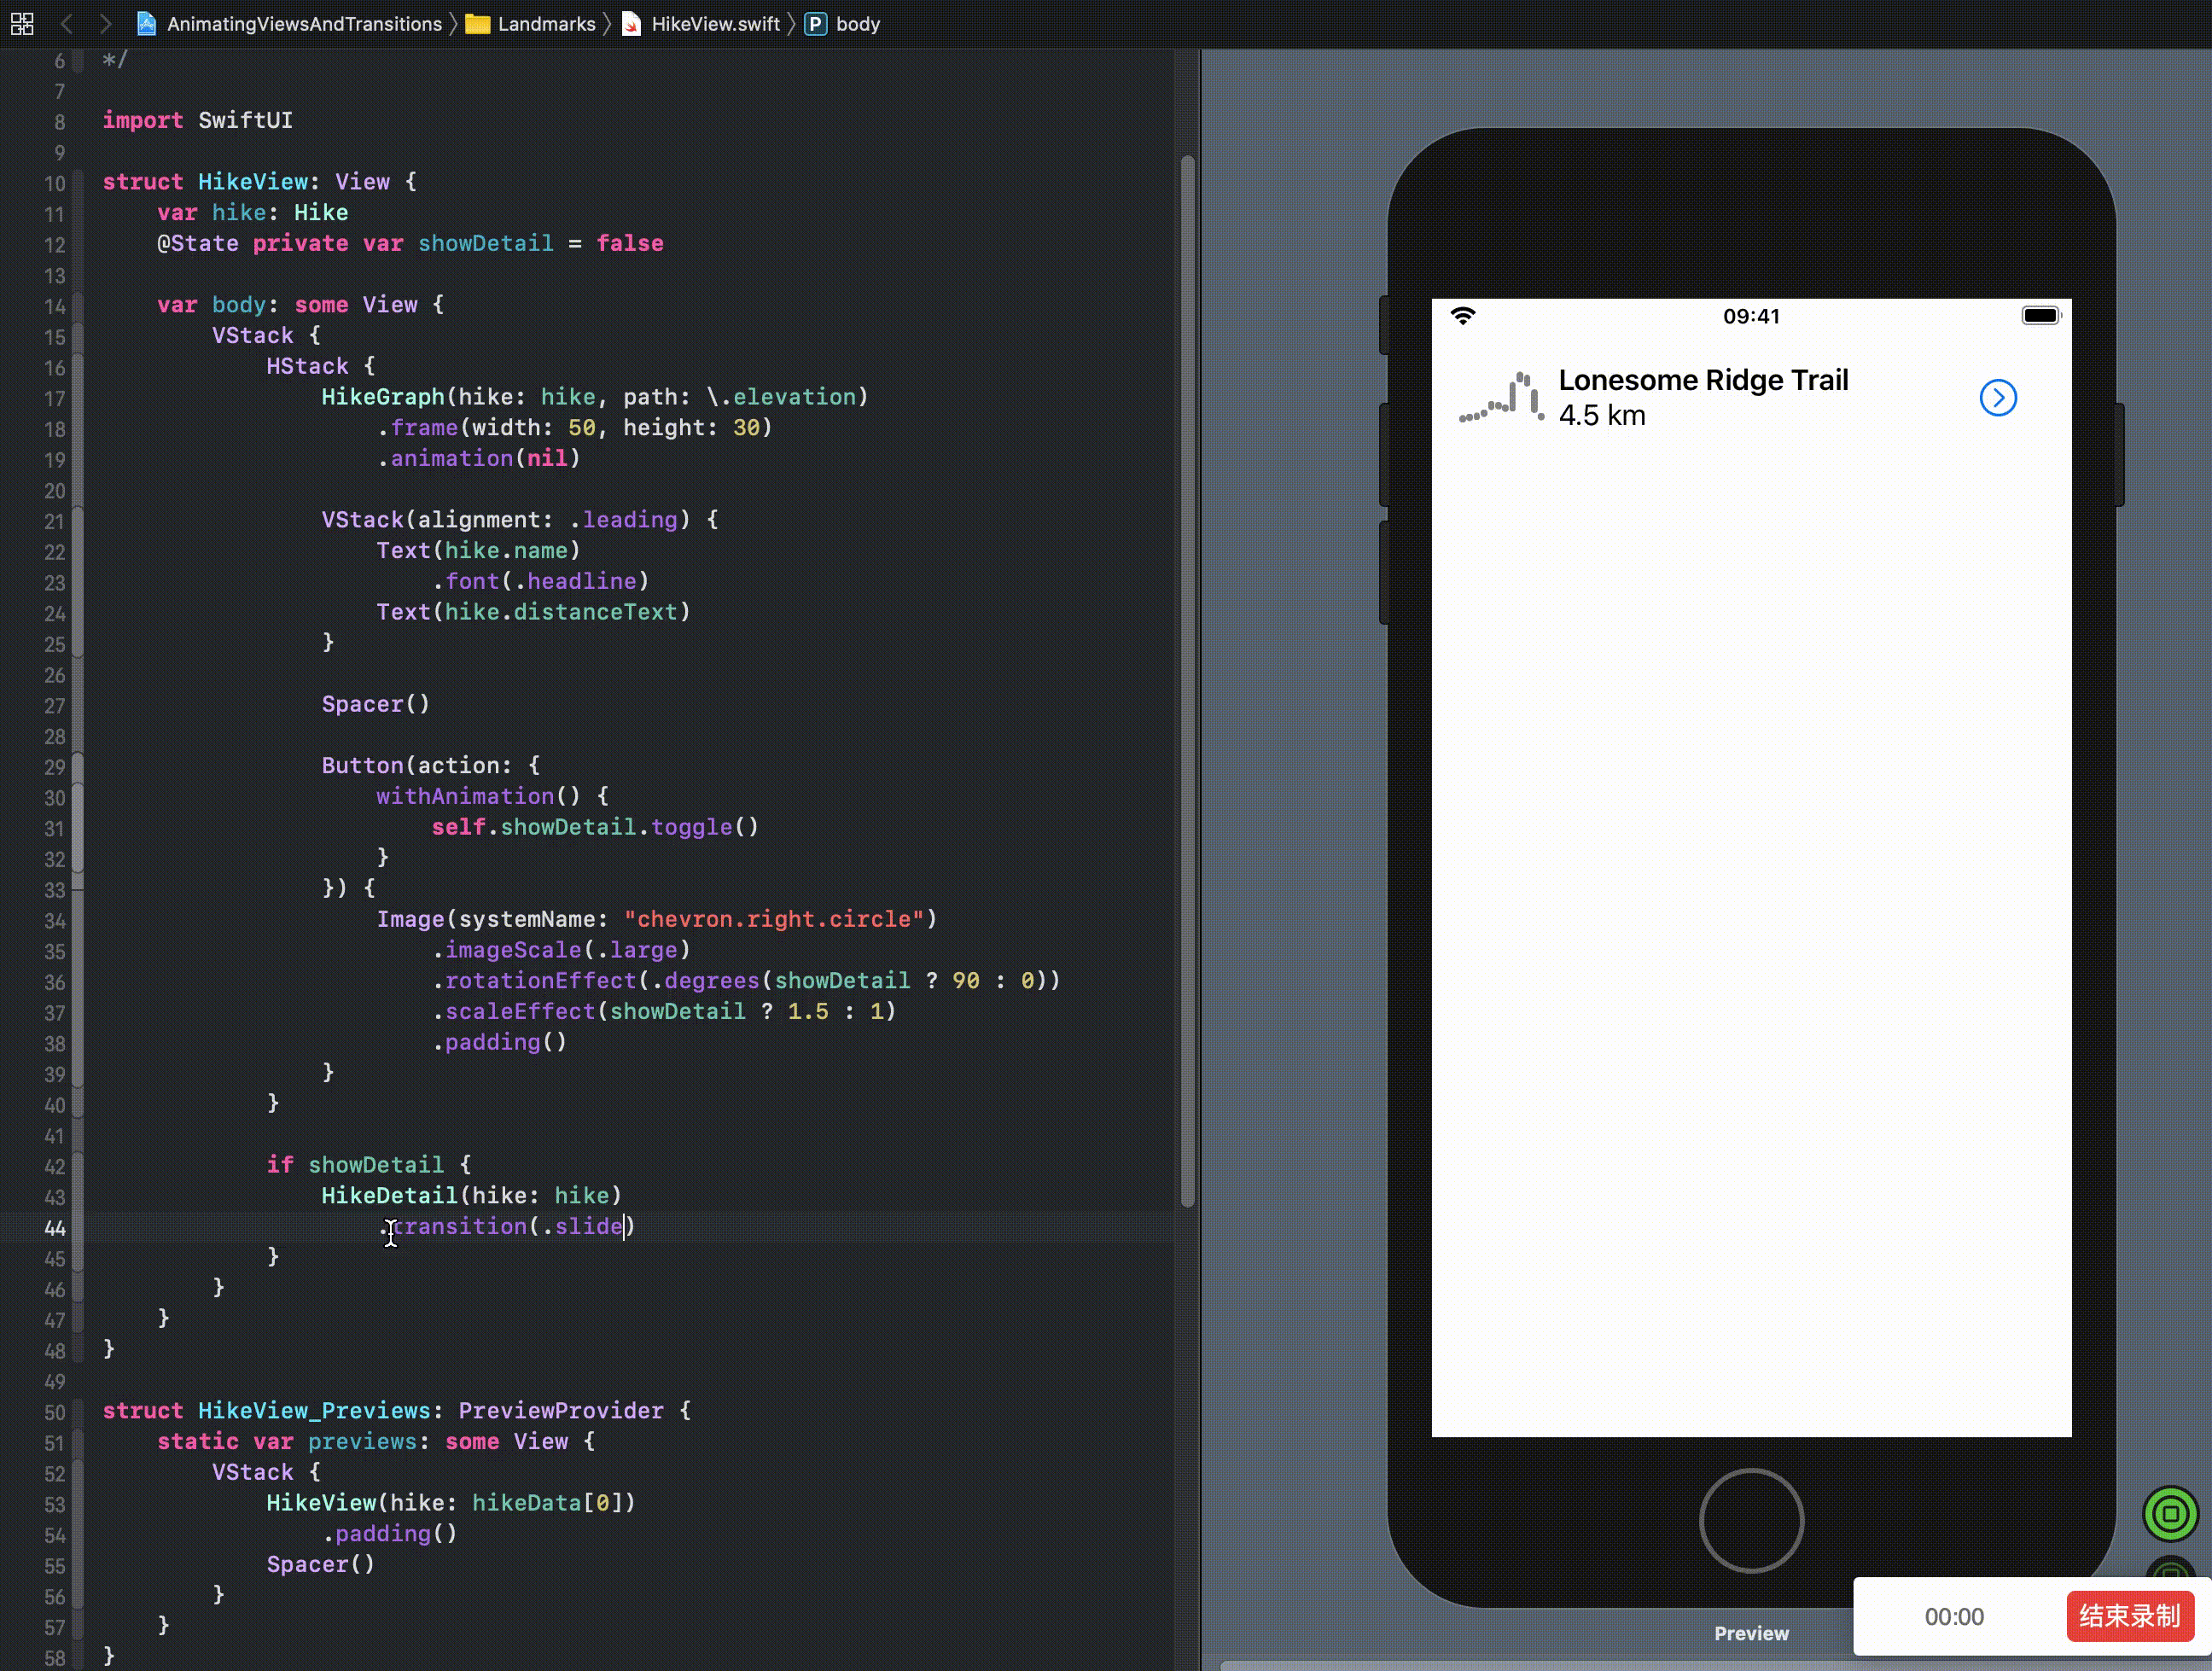 AnimatingViewsAndTransitions 〉 Landmarks 〉 HikeView.swift 〉 P body
6 */
7
8 import SwiftUI
9
10 struct HikeView: View {
11 var hike: Hike
12 @State private var showDetail = false
13
14 var body: some View {
15 VStack {
16 HStack {
17 HikeGraph(hike: hike, path: \.elevation)
18 .frame(width: 50, height: 30)
19 .animation(nil)
20
21 VStack(alignment: .leading) {
22 Text(hike.name)
23 .font(.headline)
24 Text(hike.distanceText)
25 }
26
27 Spacer()
28
29 Button(action: {
30 withAnimation() {
31 self.showDetail.toggle()
32 }
33 }) {
34 Image(systemName: "chevron.right.circle")
35 .imageScale(.large)
36 .rotationEffect(.degrees(showDetail ? 90 : 0))
37 .scaleEffect(showDetail ? 1.5 : 1)
38 .padding()
39 }
40 }
41
42 if showDetail {
43 HikeDetail(hike: hike)
44 .transition(.slide)
45 }
46 }
47 }
48 }
49
50 struct HikeView_Previews: PreviewProvider {
51 static var previews: some View {
52 VStack {
53 HikeView(hike: hikeData[0])
54 .padding()
55 Spacer()
56 }
57 }
58 }
09:41
Lonesome Ridge Trail
4.5 km
Preview
00:00
结束录制